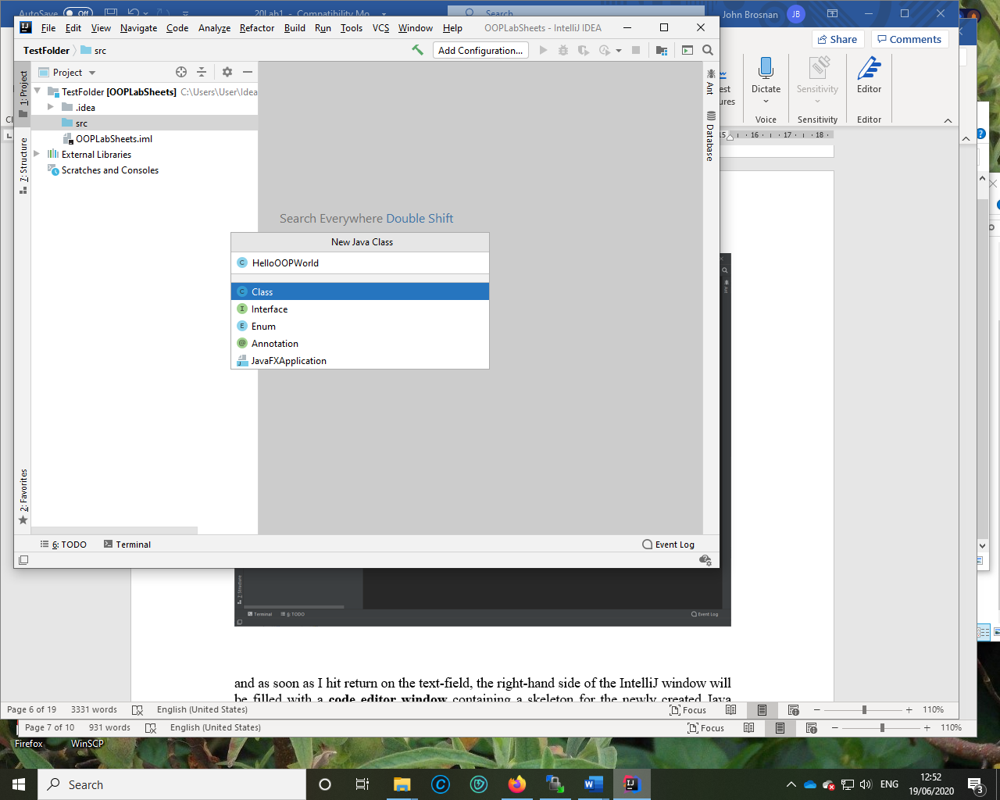 AutoSave Off 20Lab1 - Compatibility Mo... Search John Brosnan JB
File Edit View Navigate Code Analyze Refactor Build Run Tools VCS Window Help OOPLabSheets - IntelliJ IDEA
Share Comments
TestFolder src Add Configuration...
1: Project
Project
TestFolder [OOPLabSheets] C:\Users\User\Idea
.idea
src
OOPLabSheets.iml
External Libraries
Scratches and Consoles
7: Structure
2: Favorites
Ant
Database
Dictate Sensitivity Editor
Voice Sensitivity Editor
15 16 17 18
Search Everywhere Double Shift
New Java Class
HelloOOPWorld
Class
Interface
Enum
Annotation
JavaFXApplication
6: TODO Terminal Event Log
Terminal 6: TODO Event Log
and as soon as I hit return on the text-field, the right-hand side of the IntelliJ window will
be filled with a code editor window containing a skeleton for the newly created Java
Page 6 of 19 3331 words English (United States) Focus 110%
Page 7 of 10 931 words English (United States) Focus 110%
Firefox WinSCP
Search
ENG 12:52
19/06/2020 3